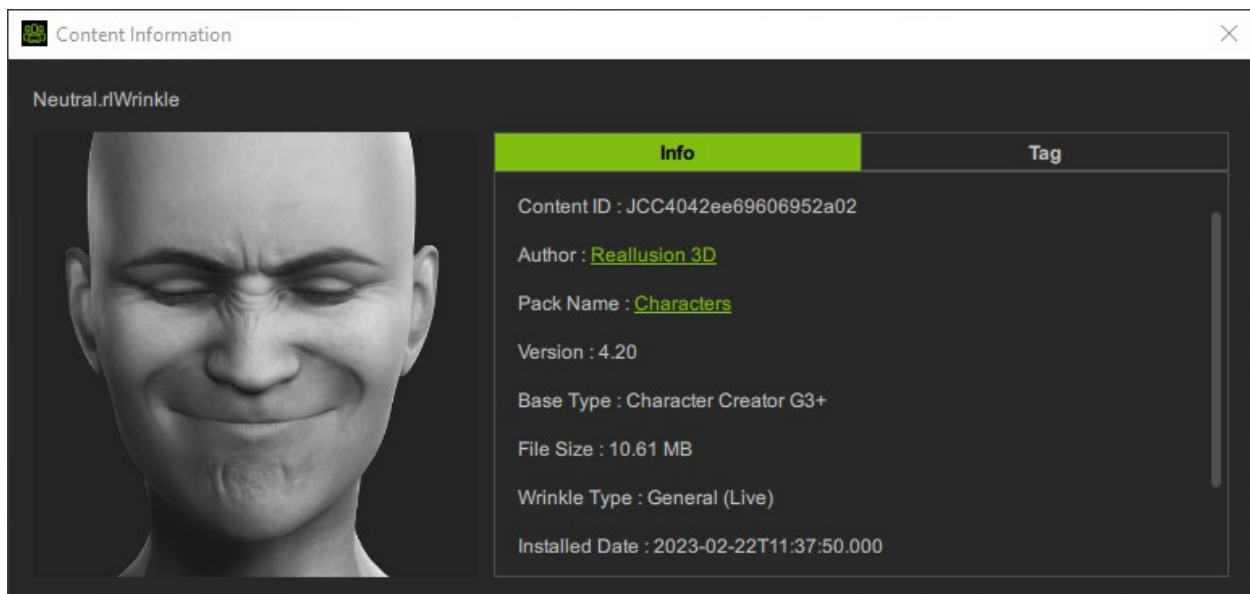 Content Information
Neutral.rlWrinkle
Info
Tag
Content ID : JCC4042ee69606952a02
Author : Reallusion 3D
Pack Name : Characters
Version : 4.20
Base Type : Character Creator G3+
File Size : 10.61 MB
Wrinkle Type : General (Live)
Installed Date : 2023-02-22T11:37:50.000